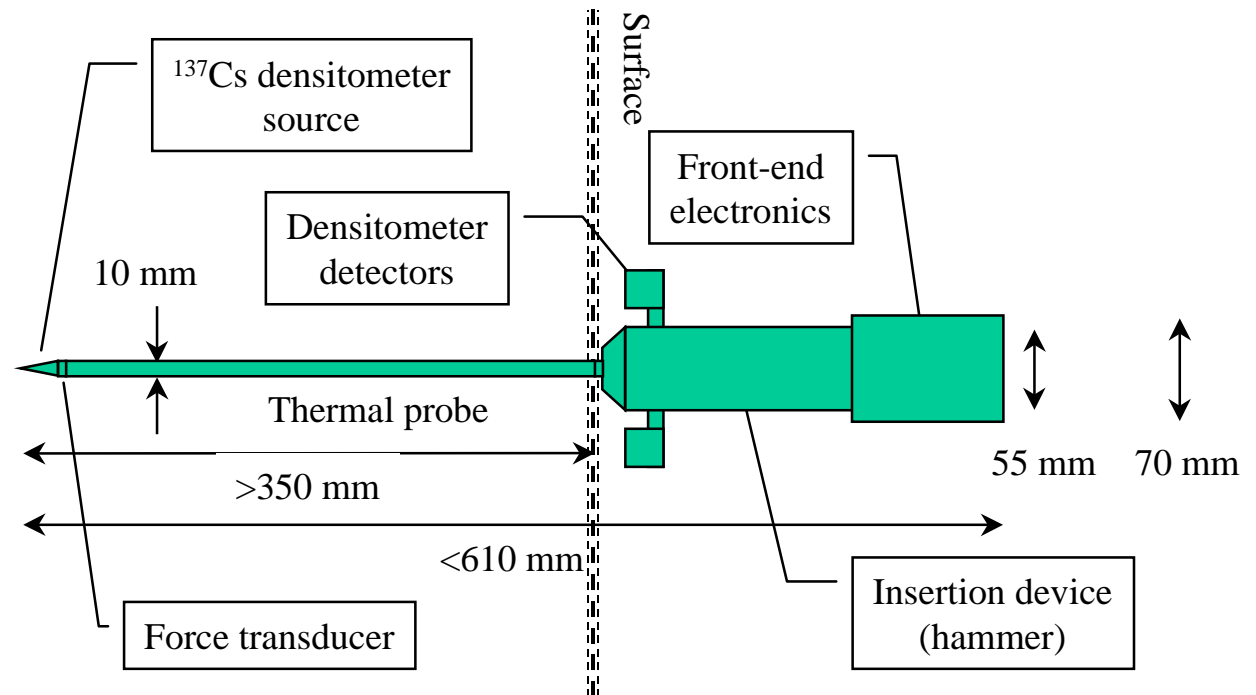 Surface
¹³⁷Cs densitometer
source
Front-end
electronics
Densitometer
detectors
10 mm
Thermal probe
55 mm
70 mm
>350 mm
<610 mm
Insertion device
(hammer)
Force transducer